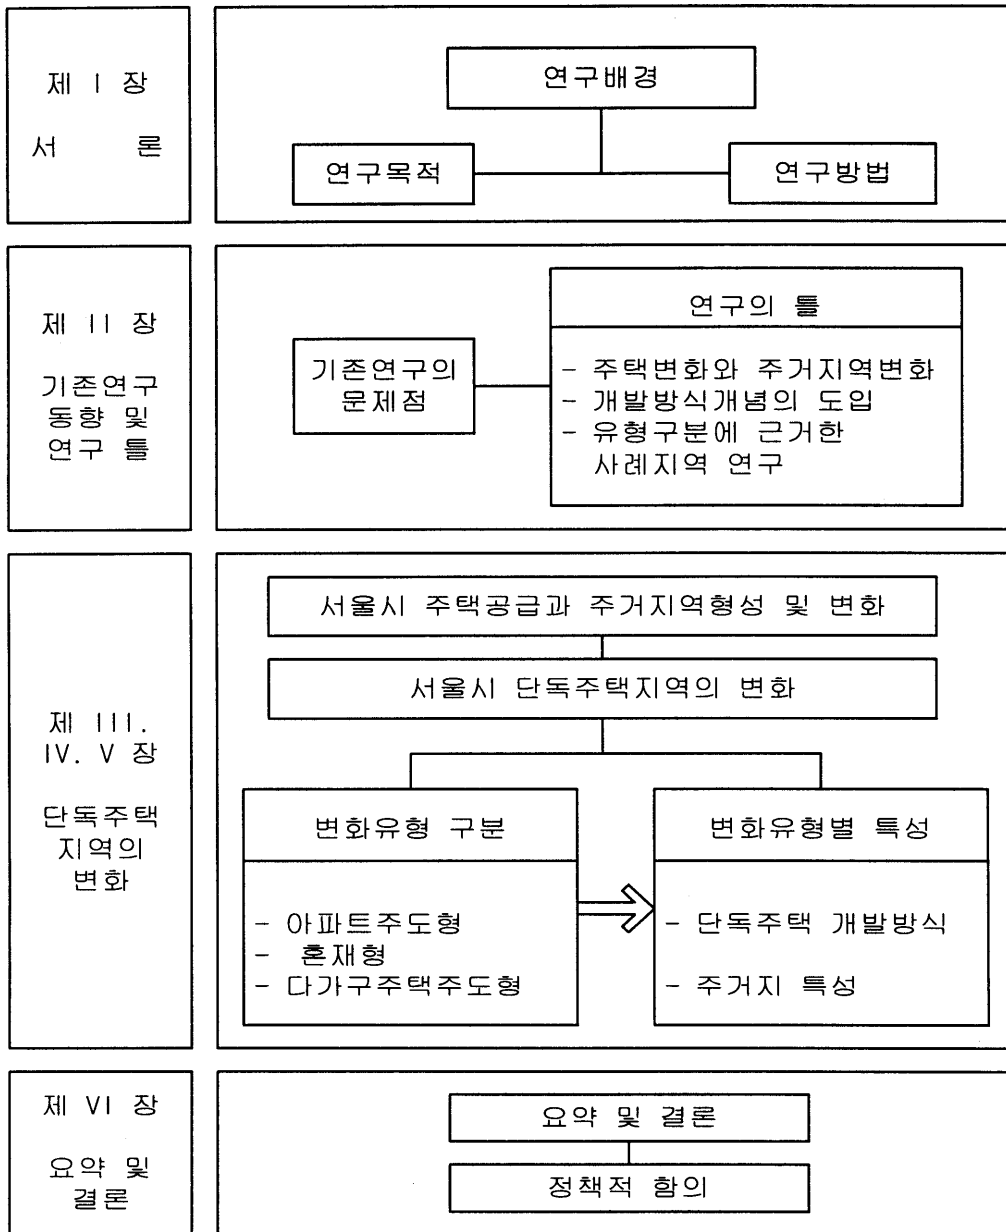 제 I 장
서 론
연구배경
연구목적
연구방법
제 II 장
기존연구
동향 및
연구 틀
기존연구의
문제점
연구의 틀
- 주택변화와 주거지역변화
- 개발방식개념의 도입
- 유형구분에 근거한
사례지역 연구
제 III.
IV. V 장
단독주택
지역의
변화
서울시 주택공급과 주거지역형성 및 변화
서울시 단독주택지역의 변화
변화유형 구분
- 아파트주도형
- 혼재형
- 다가구주택주도형
변화유형별 특성
- 단독주택 개발방식
- 주거지 특성
제 VI 장
요약 및
결론
요약 및 결론
정책적 함의